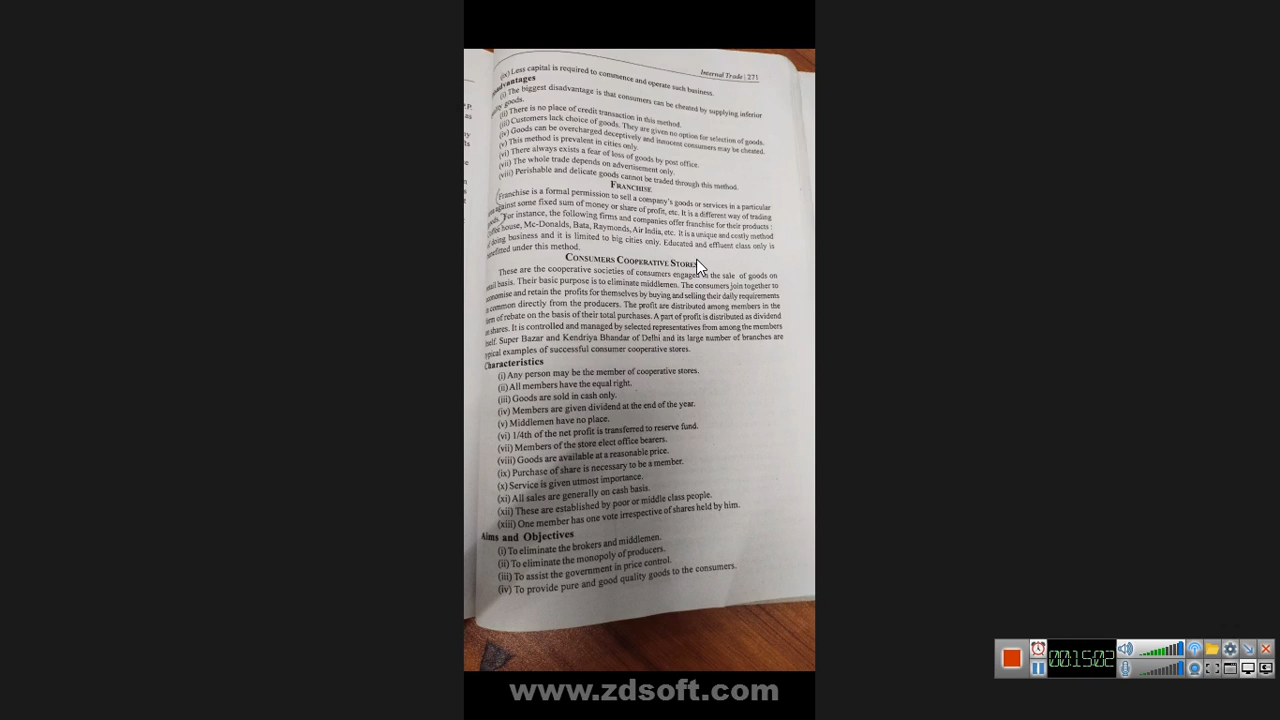 Internal Trade | 271
(ix) Less capital is required to commence and operate such business.
advantages
(i) The biggest disadvantage is that consumers can be cheated by supplying inferior
goods.
(ii) There is no place of credit transaction in this method.
(iii) Customers lack choice of goods. They are given no option for selection of goods.
(iv) Goods can be overcharged deceptively and innocent consumers may be cheated.
(v) This method is prevalent in cities only.
(vi) There always exists a fear of loss of goods by post office.
(vii) The whole trade depends on advertisement only.
(viii) Perishable and delicate goods cannot be traded through this method.
FRANCHISE
Franchise is a formal permission to sell a company's goods or services in a particular
against some fixed sum of money or share of profit, etc. It is a different way of trading
goods. For instance, the following firms and companies offer franchise for their products :
house, Mc-Donalds, Bata, Raymonds, Air India, etc. It is a unique and costly method
doing business and it is limited to big cities only. Educated and effluent class only is
benefitted under this method.
CONSUMERS COOPERATIVE STORES
These are the cooperative societies of consumers engaged in the sale of goods on
basis. Their basic purpose is to eliminate middlemen. The consumers join together to
economise and retain the profits for themselves by buying and selling their daily requirements
common directly from the producers. The profit are distributed among members in the
form of rebate on the basis of their total purchases. A part of profit is distributed as dividend
shares. It is controlled and managed by selected representatives from among the members
itself. Super Bazar and Kendriya Bhandar of Delhi and its large number of branches are
typical examples of successful consumer cooperative stores.
Characteristics
(i) Any person may be the member of cooperative stores.
(ii) All members have the equal right.
(iii) Goods are sold in cash only.
(iv) Members are given dividend at the end of the year.
(v) Middlemen have no place.
(vi) 1/4th of the net profit is transferred to reserve fund.
(vii) Members of the store elect office bearers.
(viii) Goods are available at a reasonable price.
(ix) Purchase of share is necessary to be a member.
(x) Service is given utmost importance.
(xi) All sales are generally on cash basis.
(xii) These are established by poor or middle class people.
(xiii) One member has one vote irrespective of shares held by him.
Aims and Objectives
(i) To eliminate the brokers and middlemen.
(ii) To eliminate the monopoly of producers.
(iii) To assist the government in price control.
(iv) To provide pure and good quality goods to the consumers.
www.zdsoft.com
00:15:02